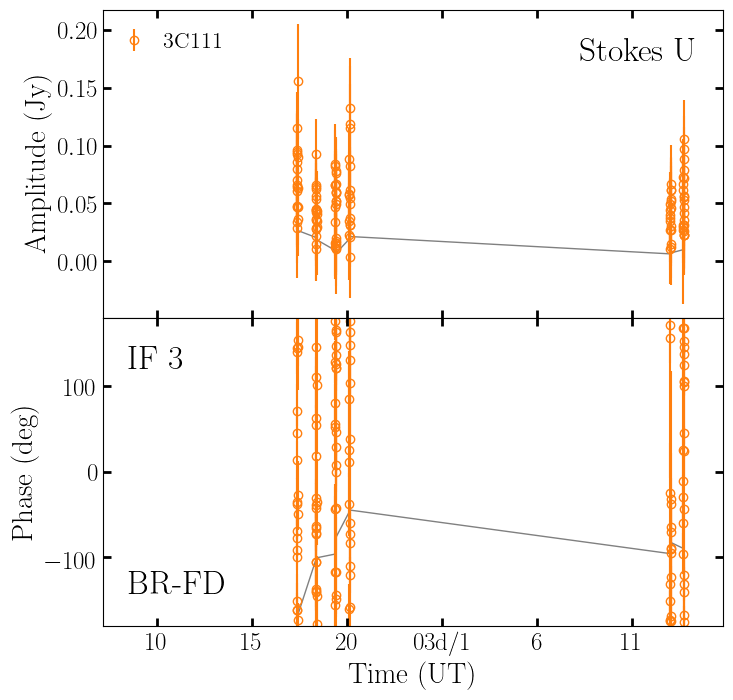 0.20
3C111
Stokes U
0.15
0.10
0.05
0.00
Amplitude (Jy)
IF 3
100
0
−100
Phase (deg)
BR-FD
10 15 20 03d/1 6 11
Time (UT)